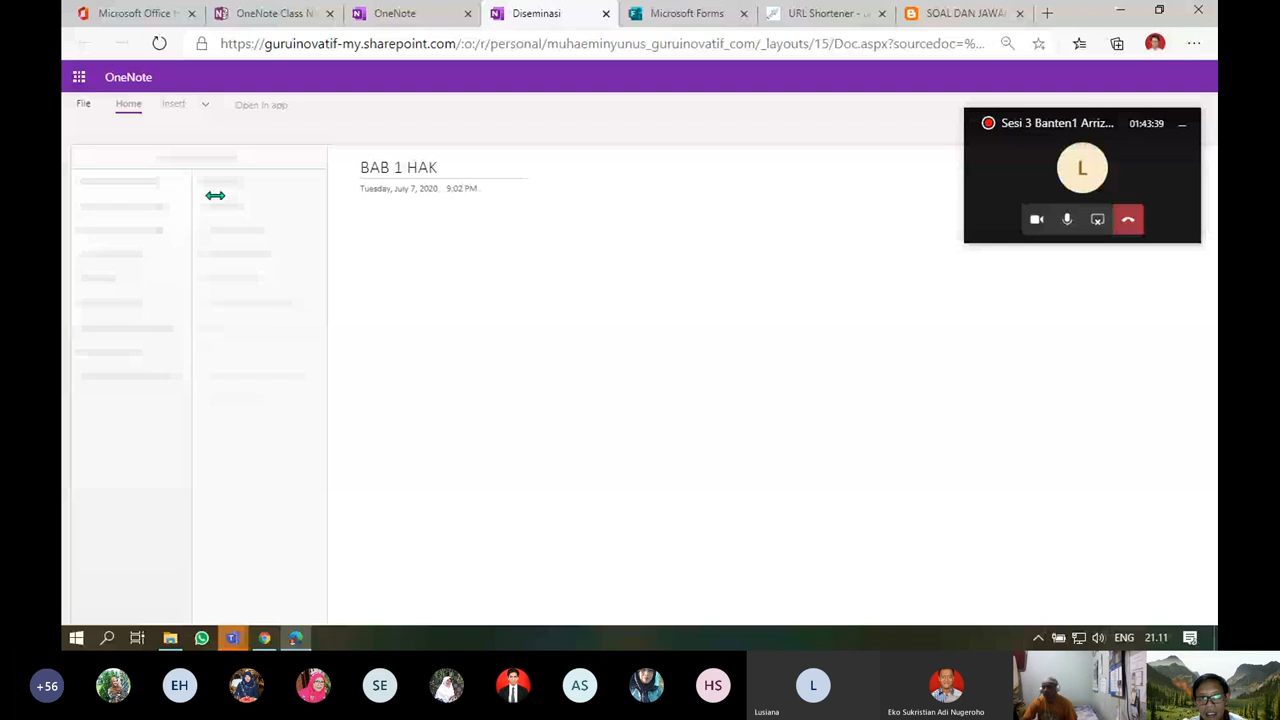 Microsoft Office H
OneNote Class N
OneNote
Diseminasi
Microsoft Forms
URL Shortener -
SOAL DAN JAWA
https://guruinovatif-my.sharepoint.com/:o:/r/personal/muhaeminyunus_guruinovatif_com/_layouts/15/Doc.aspx?sourcedoc=%...
OneNote
File
Home
Insert
Open in app
Sesi 3 Banten1 Arriz...
01:43:39
L
BAB 1 HAK
Tuesday, July 7, 2020 9:02 PM
ENG
21.11
+56
EH
SE
AS
HS
L
Lusiana
Eko Sukristian Adi Nugeroho